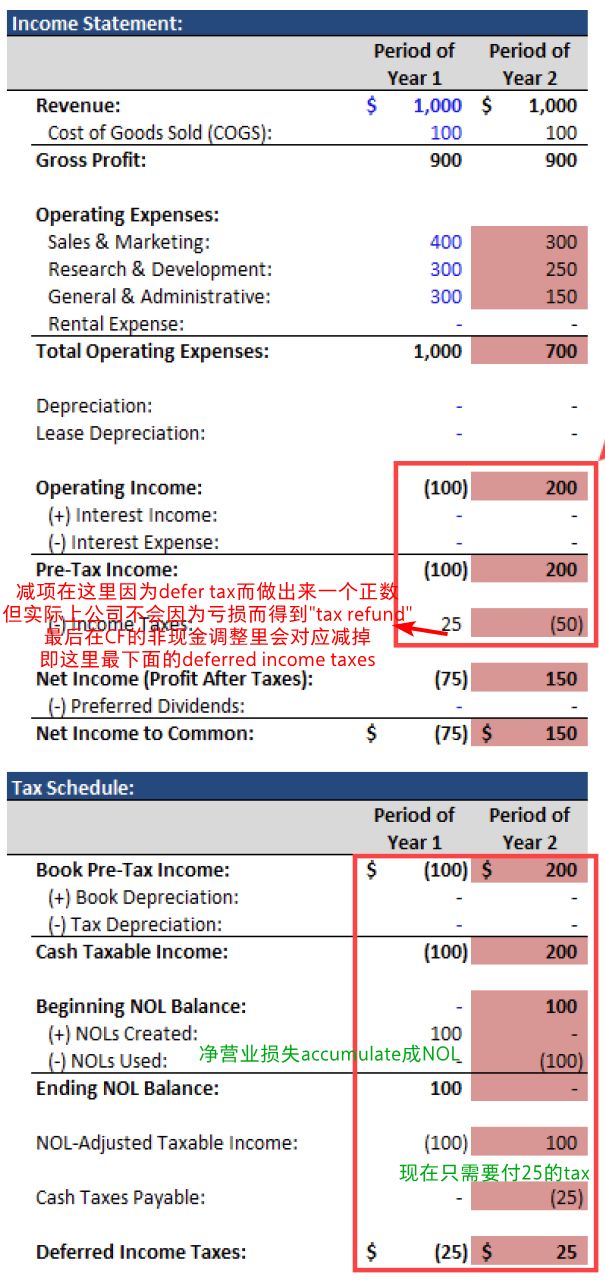 Income Statement:
Period of Period of
Year 1 Year 2
Revenue: $ 1,000 $ 1,000
Cost of Goods Sold (COGS): 100 100
Gross Profit: 900 900
Operating Expenses:
Sales & Marketing: 400 300
Research & Development: 300 250
General & Administrative: 300 150
Rental Expense: - -
Total Operating Expenses: 1,000 700
Depreciation: - -
Lease Depreciation: - -
Operating Income: (100) 200
(+) Interest Income: - -
(-) Interest Expense: - -
Pre-Tax Income: (100) 200
减项在这里因为defer tax而做出来一个正数
但实际上公司不会因为亏损而得到"tax refund"
(-) Income Taxes: 25 (50)
最后在CF的非现金调整里会对应减掉
即这里最下面的deferred income taxes
Net Income (Profit After Taxes): (75) 150
(-) Preferred Dividends: - -
Net Income to Common: $ (75) $ 150
Tax Schedule:
Period of Period of
Year 1 Year 2
Book Pre-Tax Income: $ (100) $ 200
(+) Book Depreciation: - -
(-) Tax Depreciation: - -
Cash Taxable Income: (100) 200
Beginning NOL Balance: - 100
(+) NOLs Created: 100 -
净营业损失accumulate成NOL
(-) NOLs Used: - (100)
Ending NOL Balance: 100 -
NOL-Adjusted Taxable Income: (100) 100
现在只需要付25的tax
Cash Taxes Payable: - (25)
Deferred Income Taxes: $ (25) $ 25